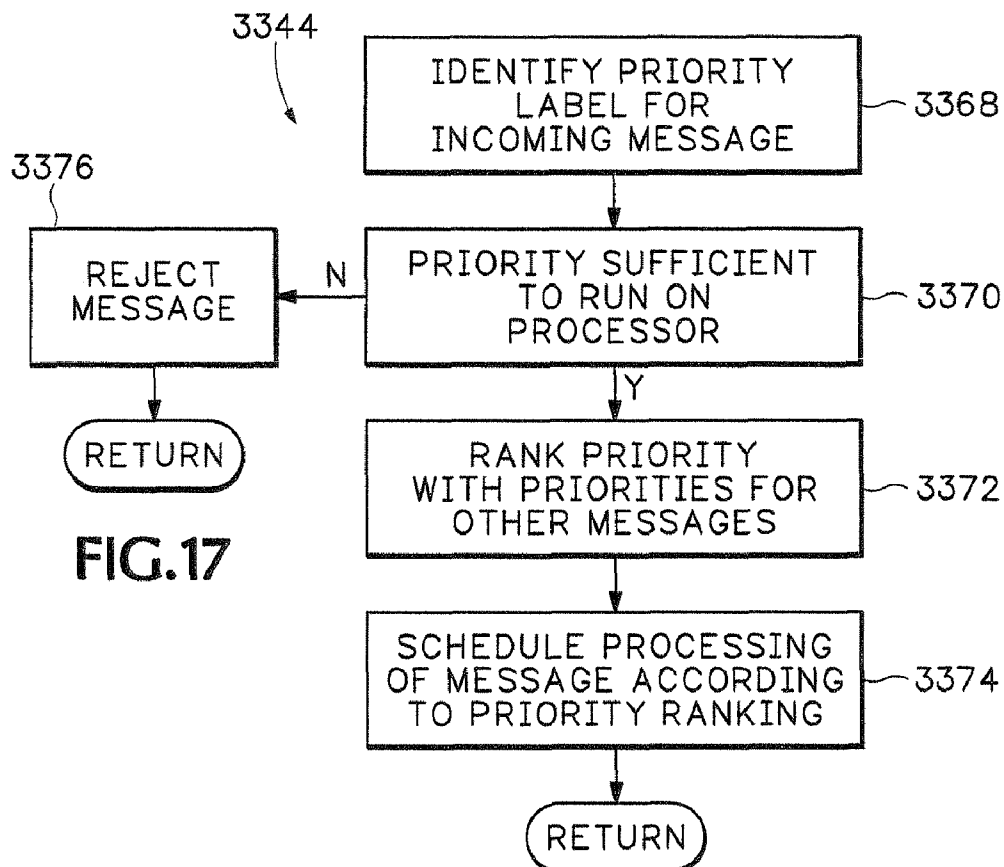 3344
IDENTIFY PRIORITY
LABEL FOR
INCOMING MESSAGE
3368
3376
REJECT
MESSAGE
N
PRIORITY SUFFICIENT
TO RUN ON
PROCESSOR
3370
Y
RETURN
RANK PRIORITY
WITH PRIORITIES FOR
OTHER MESSAGES
3372
FIG.17
SCHEDULE PROCESSING
OF MESSAGE ACCORDING
TO PRIORITY RANKING
3374
RETURN